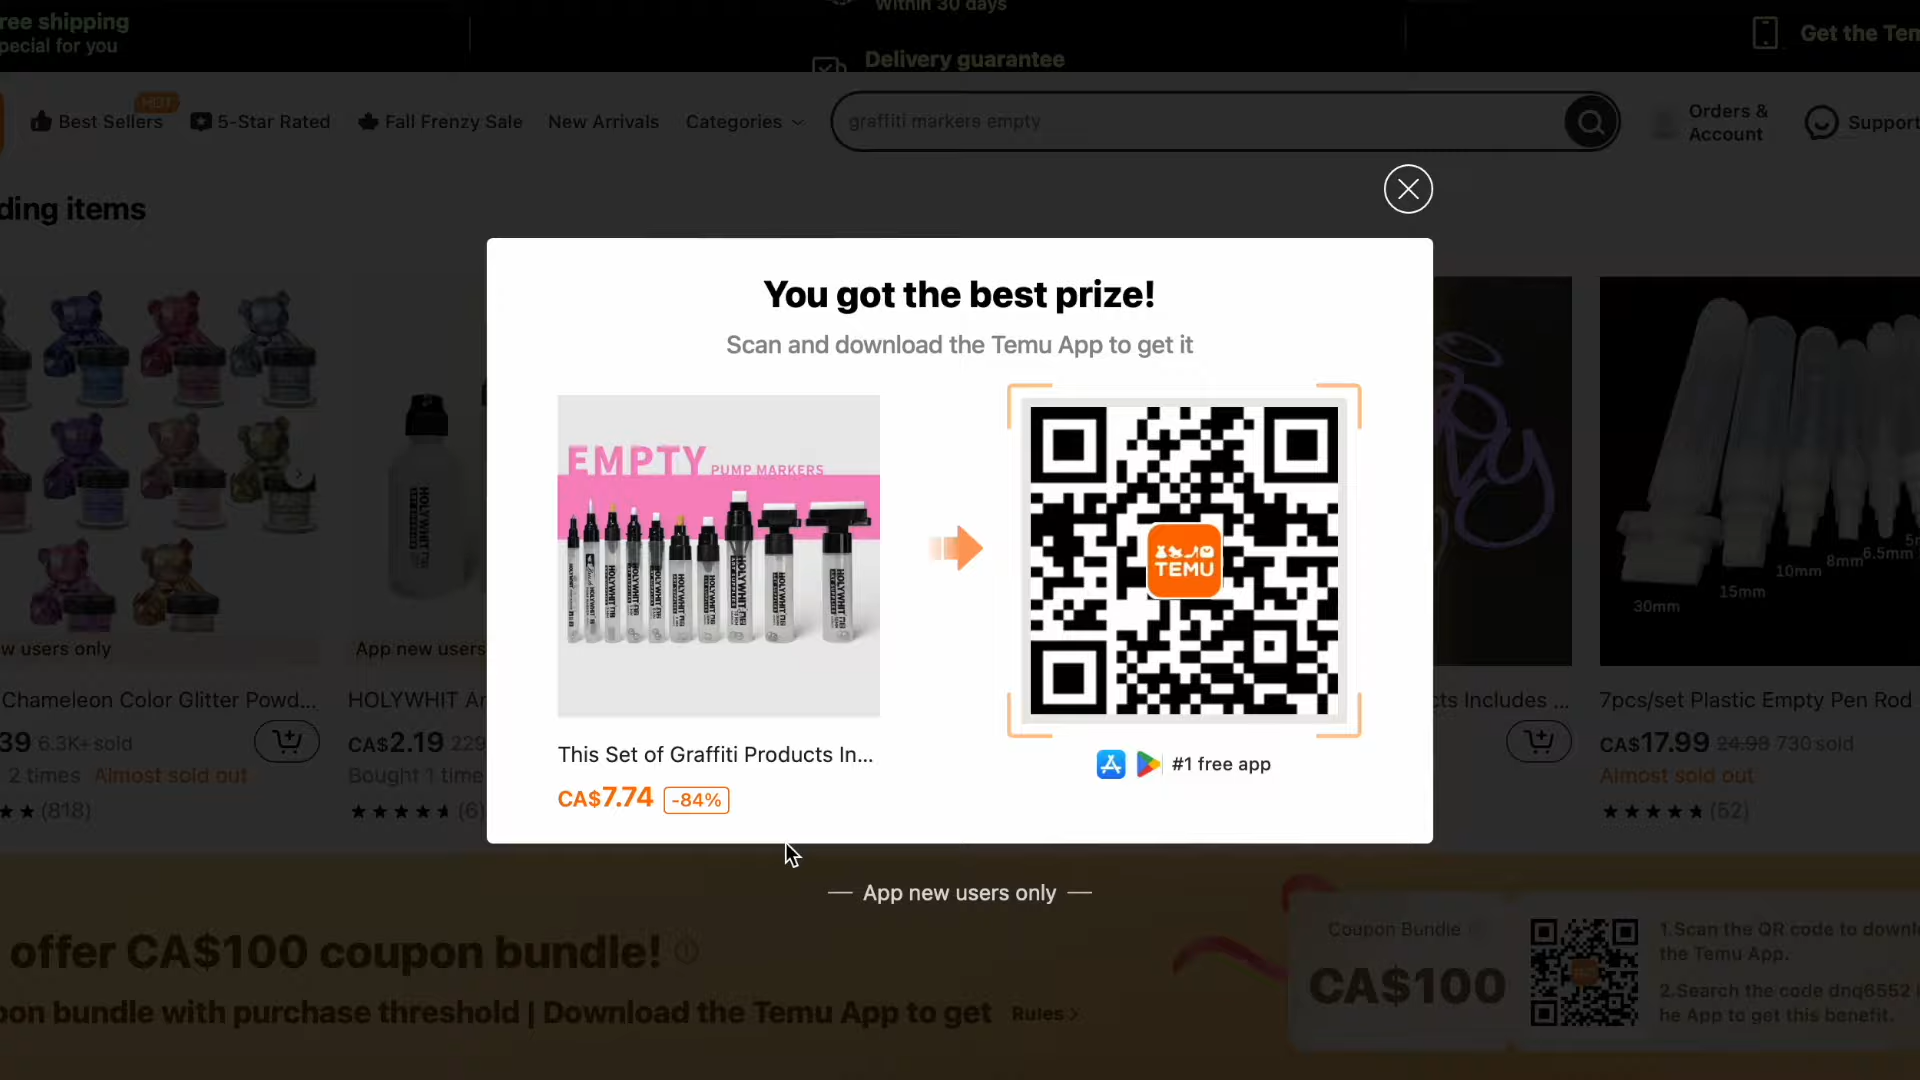 ree shipping
pecial for you
Within 30 days
Delivery guarantee
Get the Tem
HOT
Best Sellers
5-Star Rated
Fall Frenzy Sale
New Arrivals
Categories
graffiti markers empty
Orders &
Account
Support
ding items
You got the best prize!
Scan and download the Temu App to get it
EMPTY PUMP MARKERS
HOLYWHIT
TEMU
This Set of Graffiti Products In...
CA$7.74 -84%
#1 free app
App new users only
w users only
Chameleon Color Glitter Powd...
39 6.3K+ sold
2 times Almost sold out
(818)
HOLYWHIT
App new users
HOLYWHIT Ar
CA$2.19 229
Bought 1 time
(6)
cts Includes ...
30mm
15mm
10mm
8mm
6.5mm
7pcs/set Plastic Empty Pen Rod
CA$17.99 24.98 730 sold
Almost sold out
(52)
offer CA$100 coupon bundle!
pon bundle with purchase threshold | Download the Temu App to get Rules >
Coupon Bundle
CA$100
1.Scan the QR code to downl
the Temu App.
2.Search the code dnq6552
he App to get this benefit.